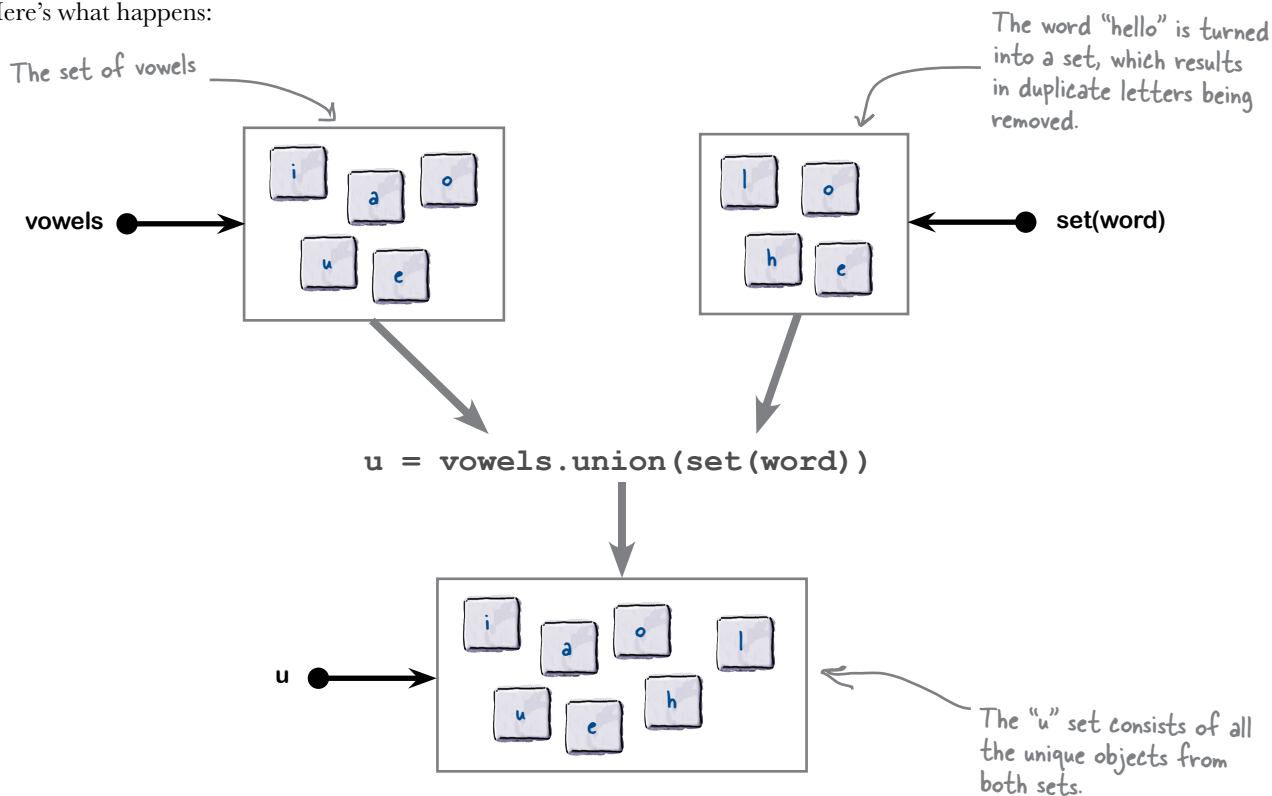 Here's what happens:
The set of vowels
The word "hello" is turned
into a set, which results
in duplicate letters being
removed.
i
a
o
u
e
vowels
l
o
h
e
set(word)
u = vowels.union(set(word))
i
a
o
l
u
e
h
u
The "u" set consists of all
the unique objects from
both sets.